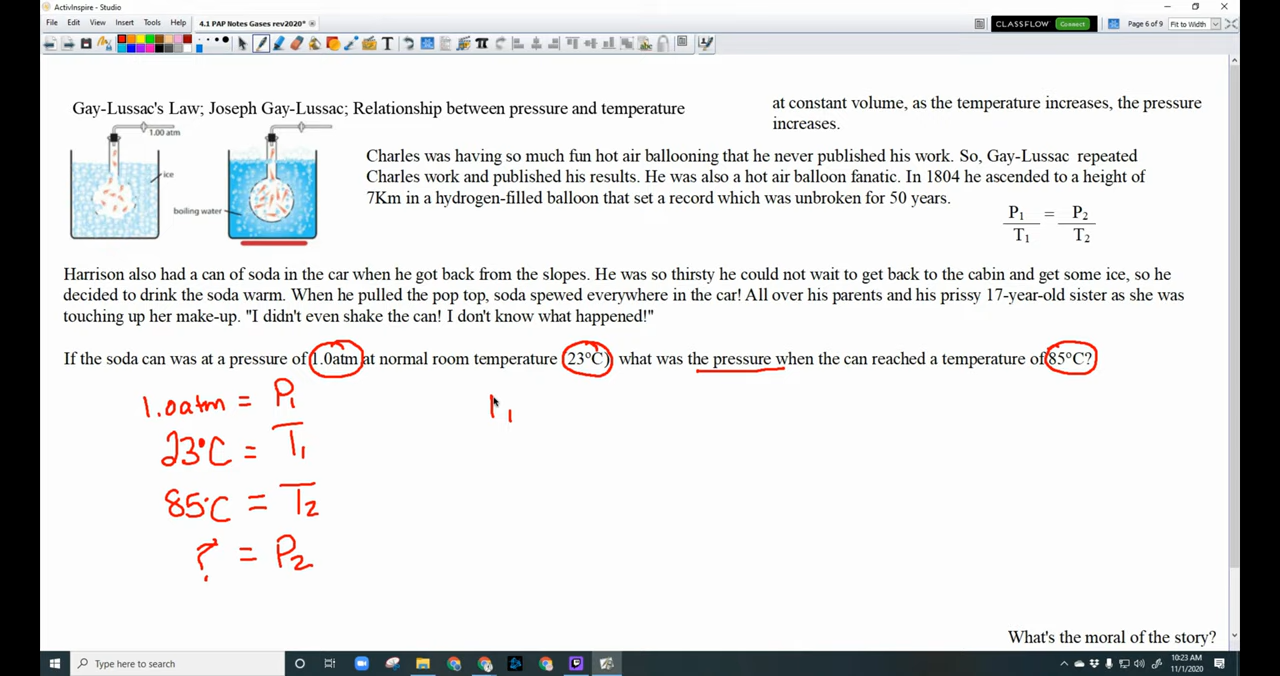 ActivInspire - Studio
File Edit View Insert Tools Help 4.1 PAP Notes Gases rev2020* CLASSFLOW Connect Page 6 of 9 Fit to Width
Gay-Lussac's Law; Joseph Gay-Lussac; Relationship between pressure and temperature
at constant volume, as the temperature increases, the pressure
increases.
1.00 atm
ice
boiling water
Charles was having so much fun hot air ballooning that he never published his work. So, Gay-Lussac repeated
Charles work and published his results. He was also a hot air balloon fanatic. In 1804 he ascended to a height of
7Km in a hydrogen-filled balloon that set a record which was unbroken for 50 years.
P₁ = P₂
T₁ T₂
Harrison also had a can of soda in the car when he got back from the slopes. He was so thirsty he could not wait to get back to the cabin and get some ice, so he
decided to drink the soda warm. When he pulled the pop top, soda spewed everywhere in the car! All over his parents and his prissy 17-year-old sister as she was
touching up her make-up. "I didn't even shake the can! I don't know what happened!"
If the soda can was at a pressure of 1.0atm at normal room temperature 23°C) what was the pressure when the can reached a temperature of 85°C?
1.0atm = P₁
23°C = T₁
85°C = T₂
? = P₂
What's the moral of the story?
Type here to search
10:23 AM
11/1/2020